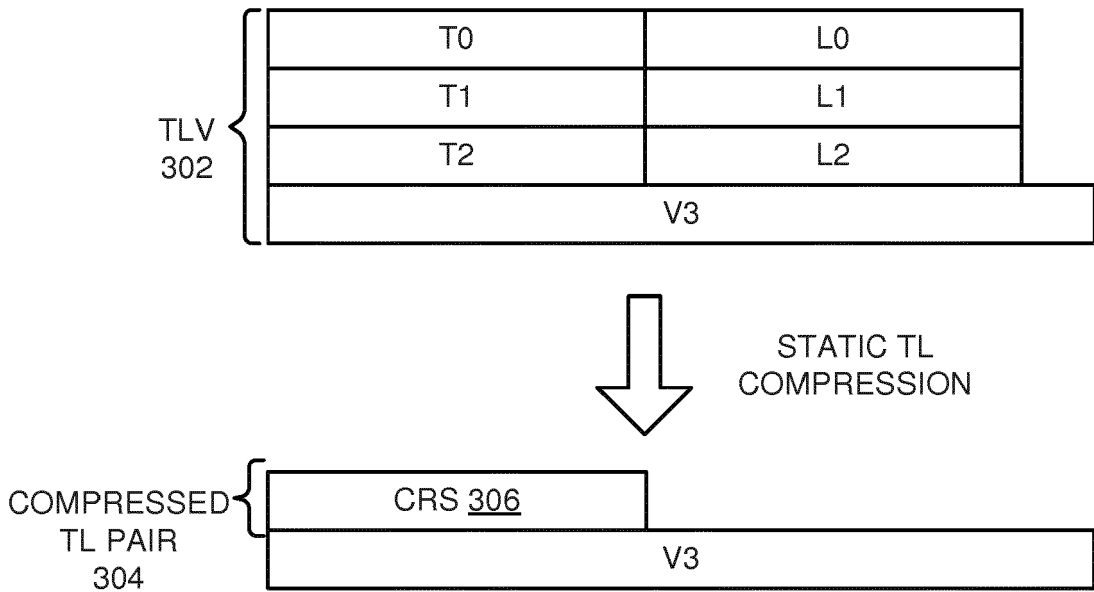 T0 L0
T1 L1
TLV
302
T2 L2
V3
STATIC TL
COMPRESSION
COMPRESSED
TL PAIR
304
CRS 306
V3